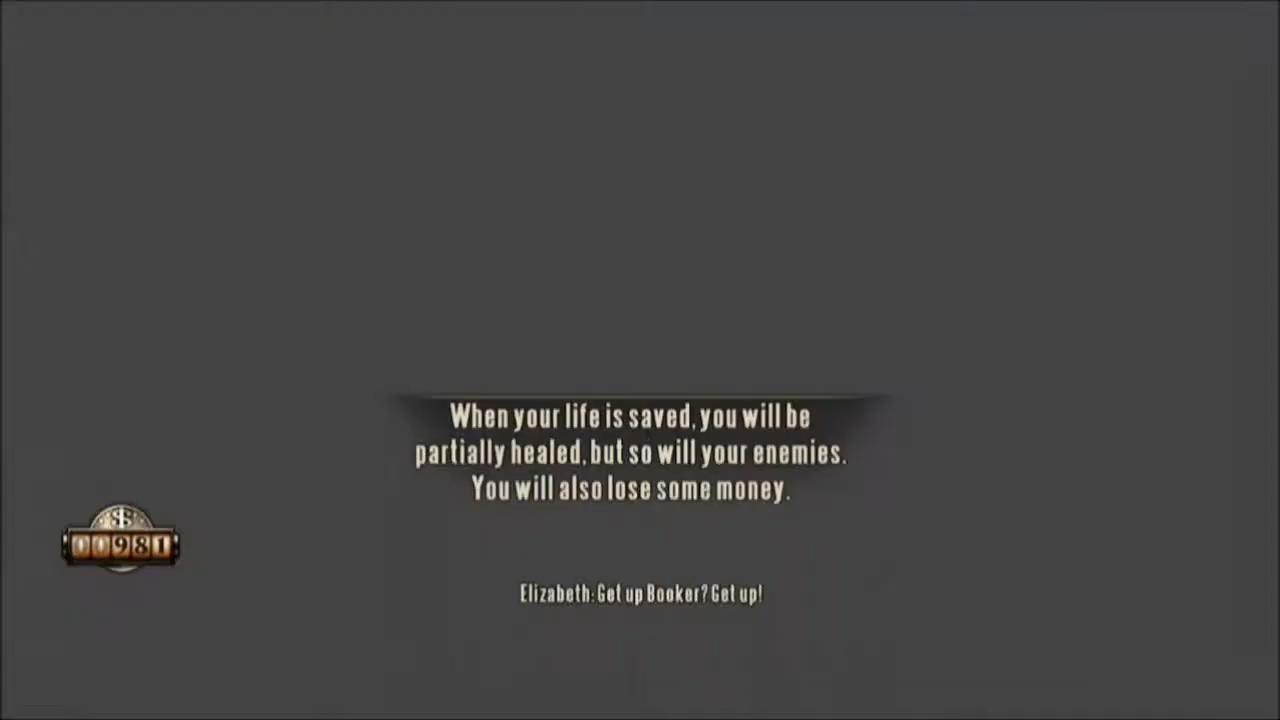 When your life is saved, you will be
partially healed, but so will your enemies.
You will also lose some money.
$
00981
Elizabeth: Get up Booker? Get up!